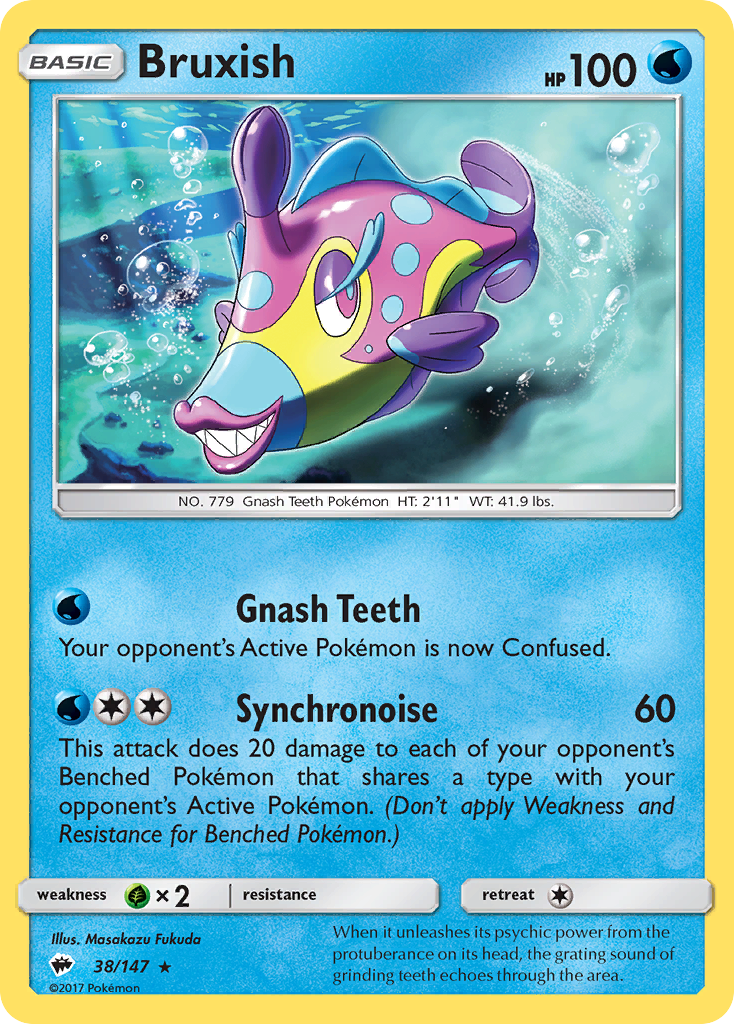 BASIC Bruxish HP 100
NO. 779 Gnash Teeth Pokémon HT: 2'11" WT: 41.9 lbs.
Gnash Teeth
Your opponent's Active Pokémon is now Confused.
Synchronoise 60
This attack does 20 damage to each of your opponent's
Benched Pokémon that shares a type with your
opponent's Active Pokémon. (Don't apply Weakness and
Resistance for Benched Pokémon.)
weakness ×2 resistance retreat
Illus. Masakazu Fukuda
38/147 ★
©2017 Pokémon
When it unleashes its psychic power from the
protuberance on its head, the grating sound of
grinding teeth echoes through the area.